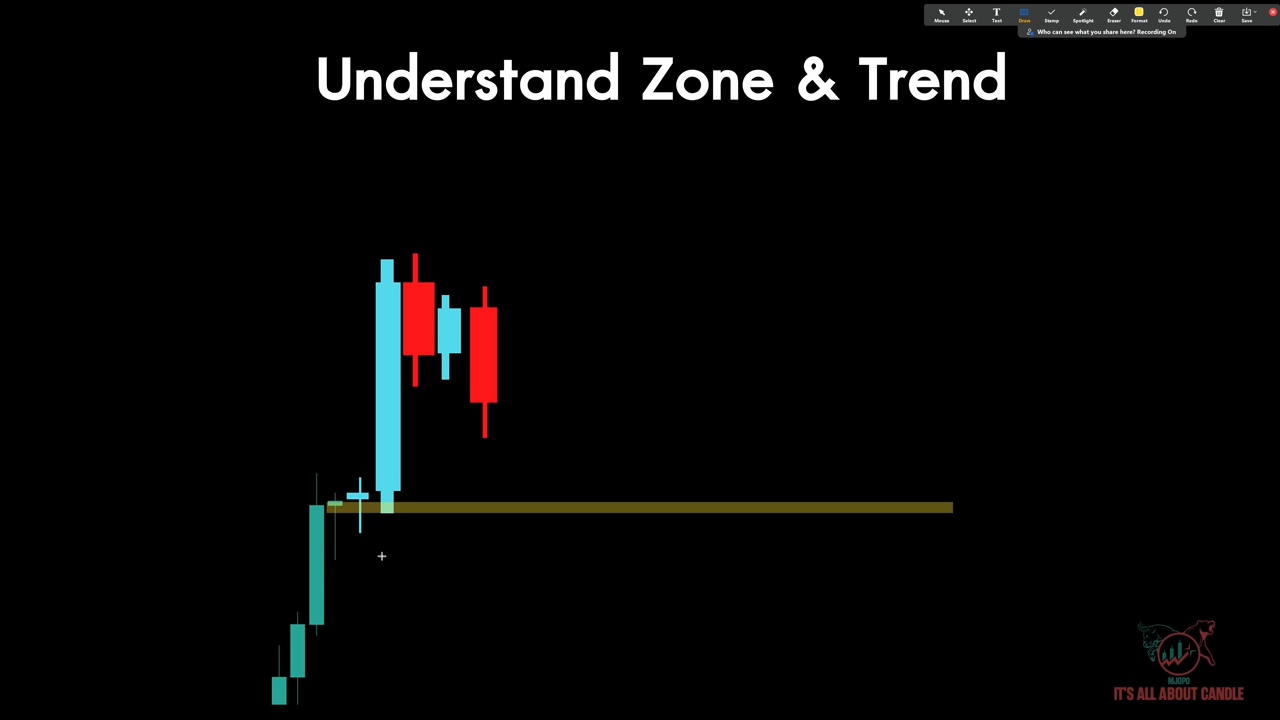 Mouse Select Text Draw Stamp Spotlight Eraser Format Undo Redo Clear Save
Who can see what you share here? Recording On
Understand Zone & Trend
MJOPO
IT'S ALL ABOUT CANDLE